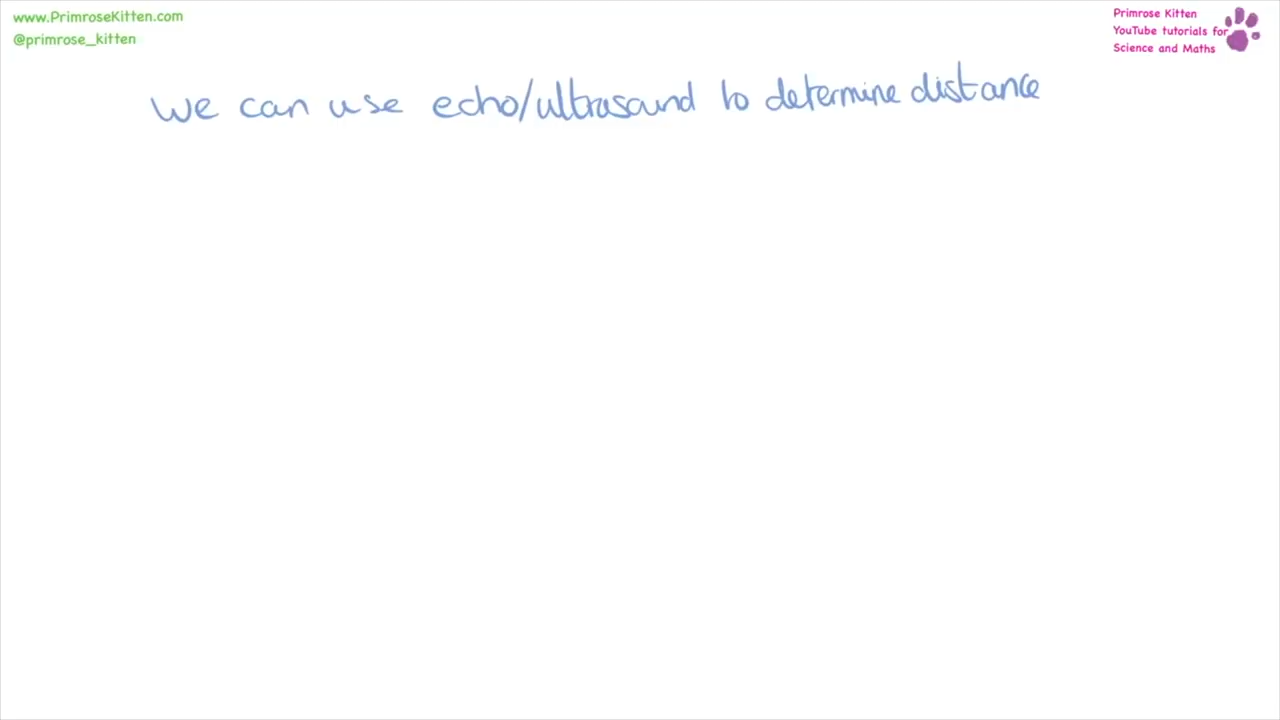 www.PrimroseKitten.com
@primrose_kitten
Primrose Kitten
YouTube tutorials for
Science and Maths
we can use echo/ultrasound to determine distance